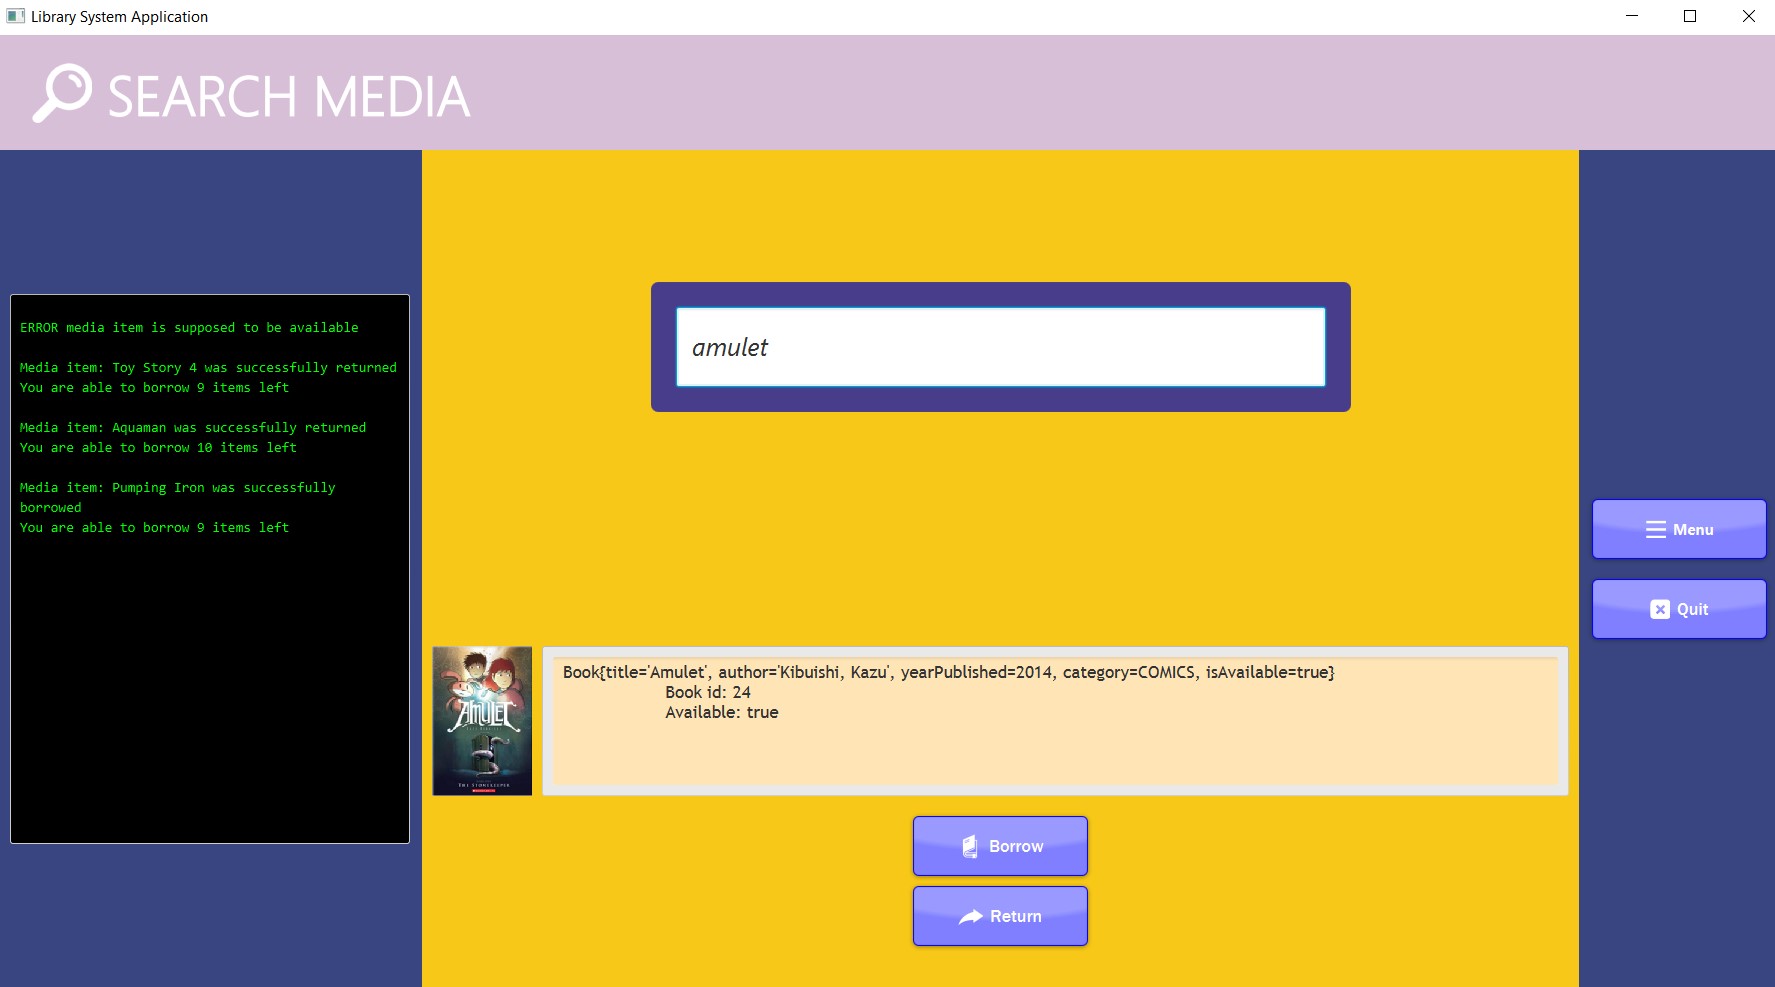 Library System Application
SEARCH MEDIA
ERROR media item is supposed to be available
Media item: Toy Story 4 was successfully returned
You are able to borrow 9 items left
Media item: Aquaman was successfully returned
You are able to borrow 10 items left
Media item: Pumping Iron was successfully
borrowed
You are able to borrow 9 items left
amulet
AMULET
THE STONEKEEPER
Book{title='Amulet', author='Kibuishi, Kazu', yearPublished=2014, category=COMICS, isAvailable=true}
Book id: 24
Available: true
Borrow
Return
Menu
Quit